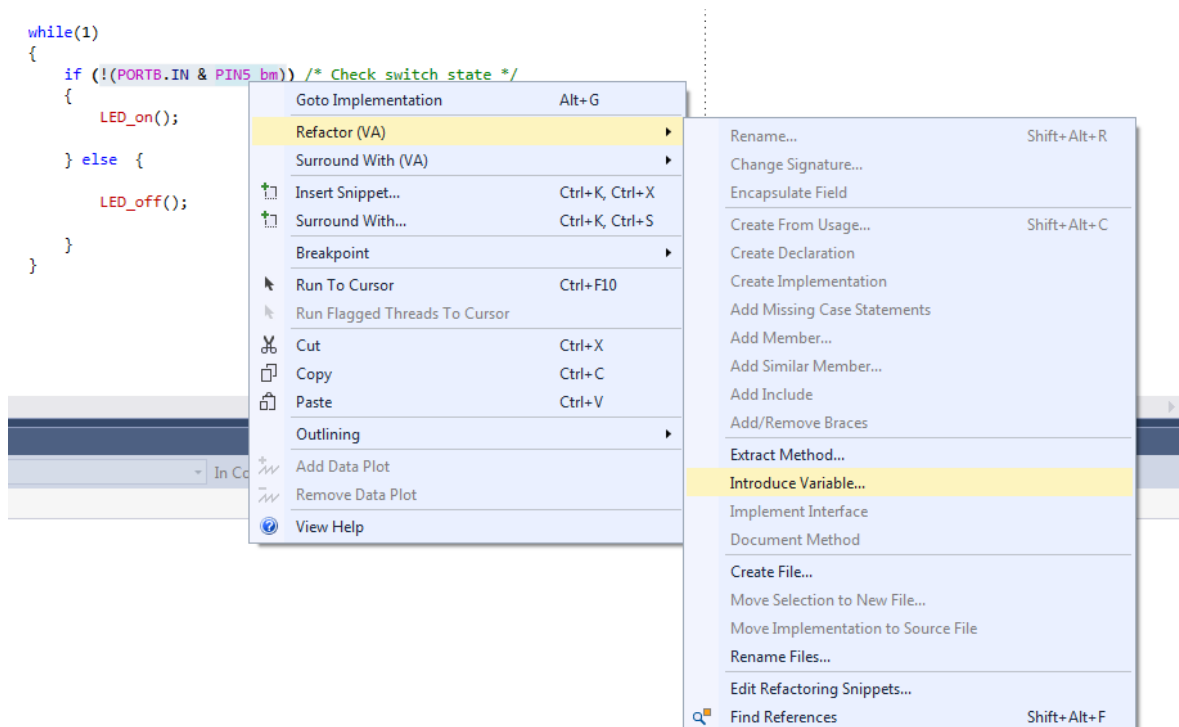 while(1)
{
if (!(PORTB.IN & PIN5_bm)) /* Check switch state */
{
LED_on();
} else {
LED_off();
}
}
Goto Implementation Alt+G
Refactor (VA)
Surround With (VA)
Insert Snippet... Ctrl+K, Ctrl+X
Surround With... Ctrl+K, Ctrl+S
Breakpoint
Run To Cursor Ctrl+F10
Run Flagged Threads To Cursor
Cut Ctrl+X
Copy Ctrl+C
Paste Ctrl+V
Outlining
Add Data Plot
Remove Data Plot
View Help
In Co
Rename... Shift+Alt+R
Change Signature...
Encapsulate Field
Create From Usage... Shift+Alt+C
Create Declaration
Create Implementation
Add Missing Case Statements
Add Member...
Add Similar Member...
Add Include
Add/Remove Braces
Extract Method...
Introduce Variable...
Implement Interface
Document Method
Create File...
Move Selection to New File...
Move Implementation to Source File
Rename Files...
Edit Refactoring Snippets...
Find References Shift+Alt+F